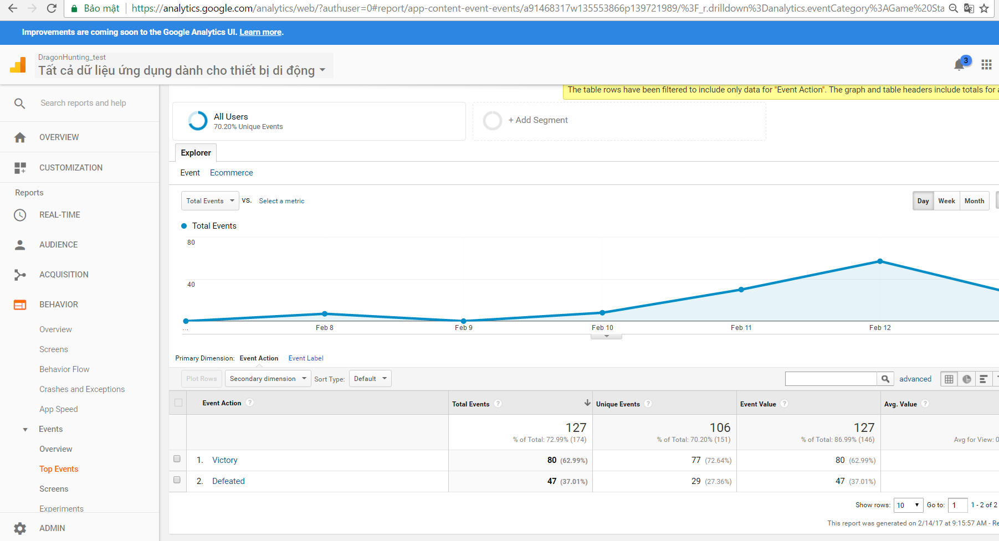 Bảo mật
https://analytics.google.com/analytics/web/?authuser=0#report/app-content-event-events/a91468317w135553866p139721989/%3F_r.drilldown%3Danalytics.eventCategory%3AGame%20Sta
Improvements are coming soon to the Google Analytics UI. Learn more.
DragonHunting_test
Tất cả dữ liệu ứng dụng dành cho thiết bị di động
3
Search reports and help
OVERVIEW
CUSTOMIZATION
Reports
REAL-TIME
AUDIENCE
ACQUISITION
BEHAVIOR
Overview
Screens
Behavior Flow
Crashes and Exceptions
App Speed
Events
Overview
Top Events
Screens
Experiments
ADMIN
The table rows have been filtered to include only data for "Event Action". The graph and table headers include totals for a
All Users
70.20% Unique Events
+ Add Segment
Explorer
Event Ecommerce
Total Events VS. Select a metric
Day Week Month
Total Events
80
40
... Feb 8 Feb 9 Feb 10 Feb 11 Feb 12
Primary Dimension: Event Action Event Label
Plot Rows Secondary dimension Sort Type: Default advanced
Event Action ? Total Events ? Unique Events ? Event Value ? Avg. Value ?
127 106 127
% of Total: 72.99% (174) % of Total: 70.20% (151) % of Total: 86.99% (146) Avg for View: 0
1. Victory 80 (62.99%) 77 (72.64%) 80 (62.99%)
2. Defeated 47 (37.01%) 29 (27.36%) 47 (37.01%)
Show rows: 10 Go to: 1 1 - 2 of 2
This report was generated on 2/14/17 at 9:15:57 AM - Re